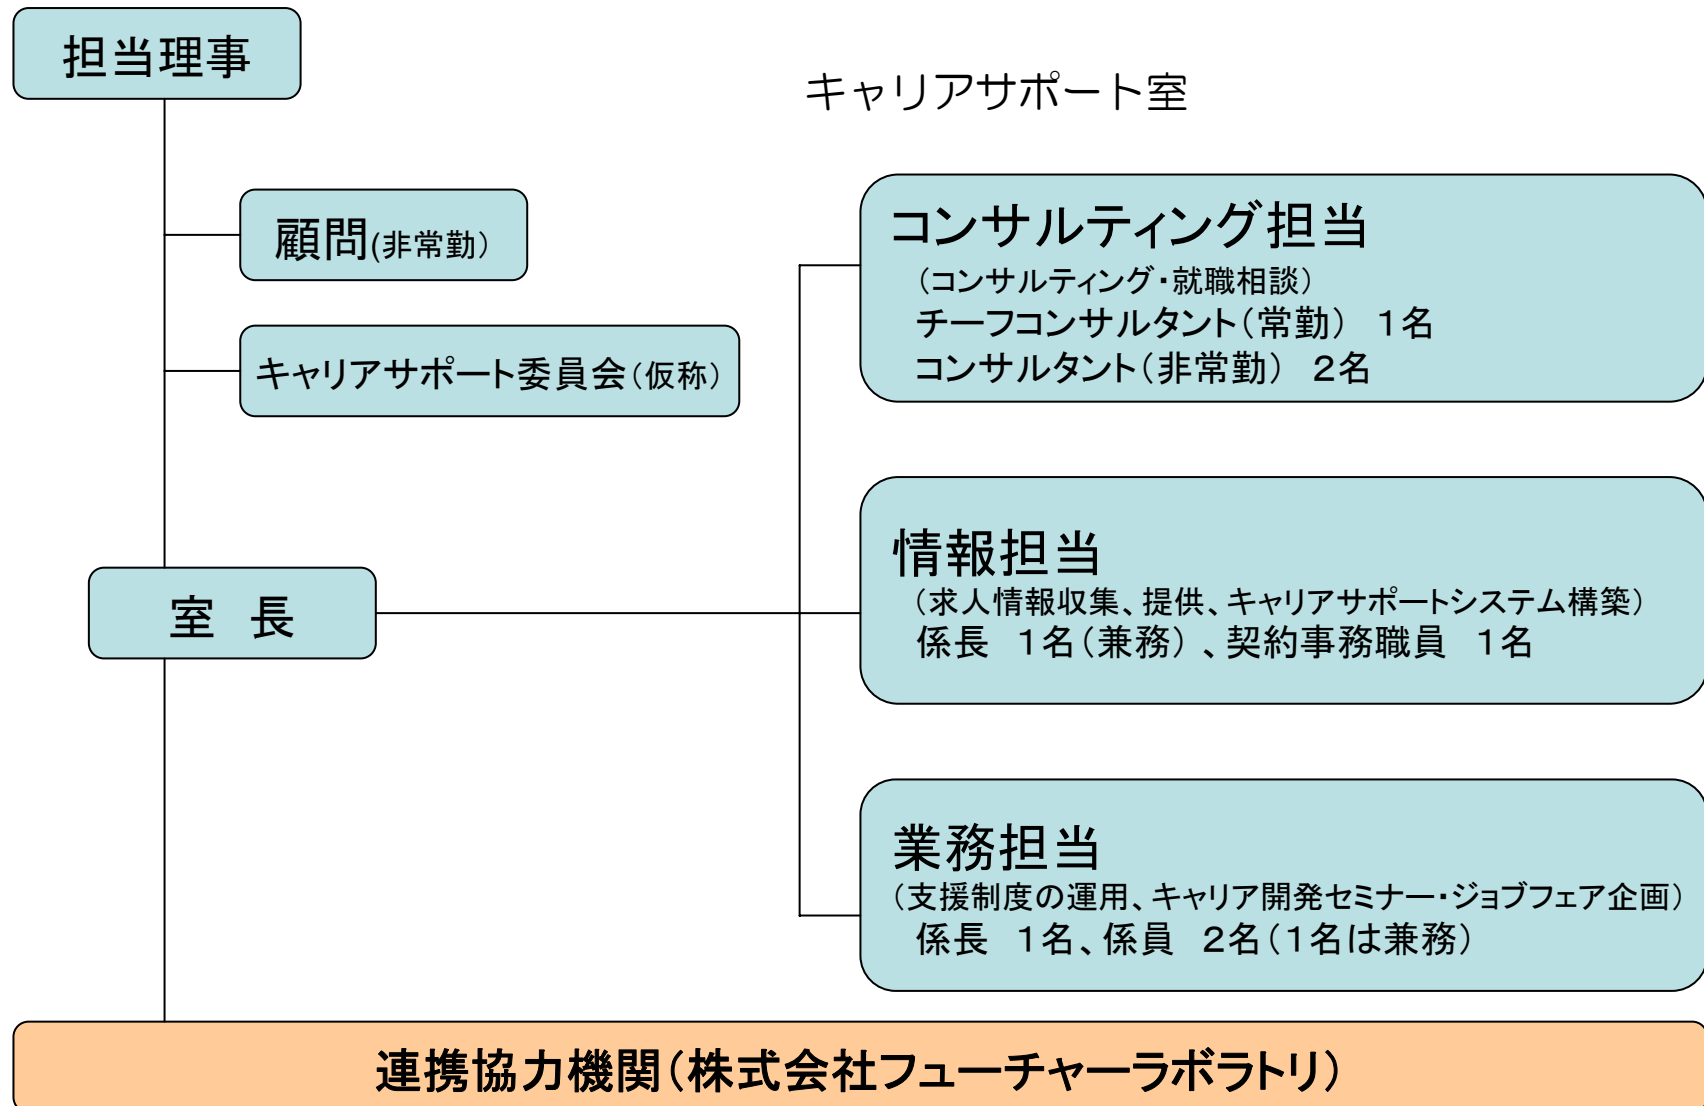 担当理事
キャリアサポート室
顧問(非常勤)
キャリアサポート委員会(仮称)
室 長
コンサルティング担当
(コンサルティング・就職相談)
チーフコンサルタント(常勤) 1名
コンサルタント(非常勤) 2名
情報担当
(求人情報収集、提供、キャリアサポートシステム構築)
係長 1名(兼務)、契約事務職員 1名
業務担当
(支援制度の運用、キャリア開発セミナー・ジョブフェア企画)
係長 1名、係員 2名(1名は兼務)
連携協力機関(株式会社フューチャーラボラトリ)